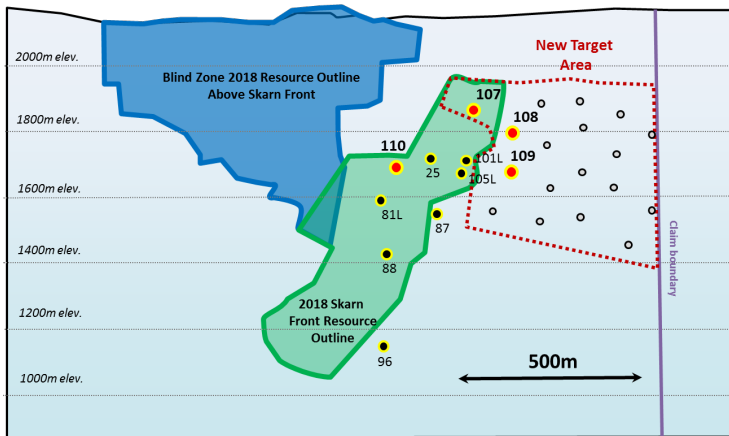 2000m elev.
Blind Zone 2018 Resource Outline
Above Skarn Front
New Target
Area
107
108
1800m elev.
110
109
25
101L
105L
1600m elev.
81L
87
1400m elev.
88
Claim boundary
2018 Skarn
Front Resource
Outline
1200m elev.
96
500m
1000m elev.